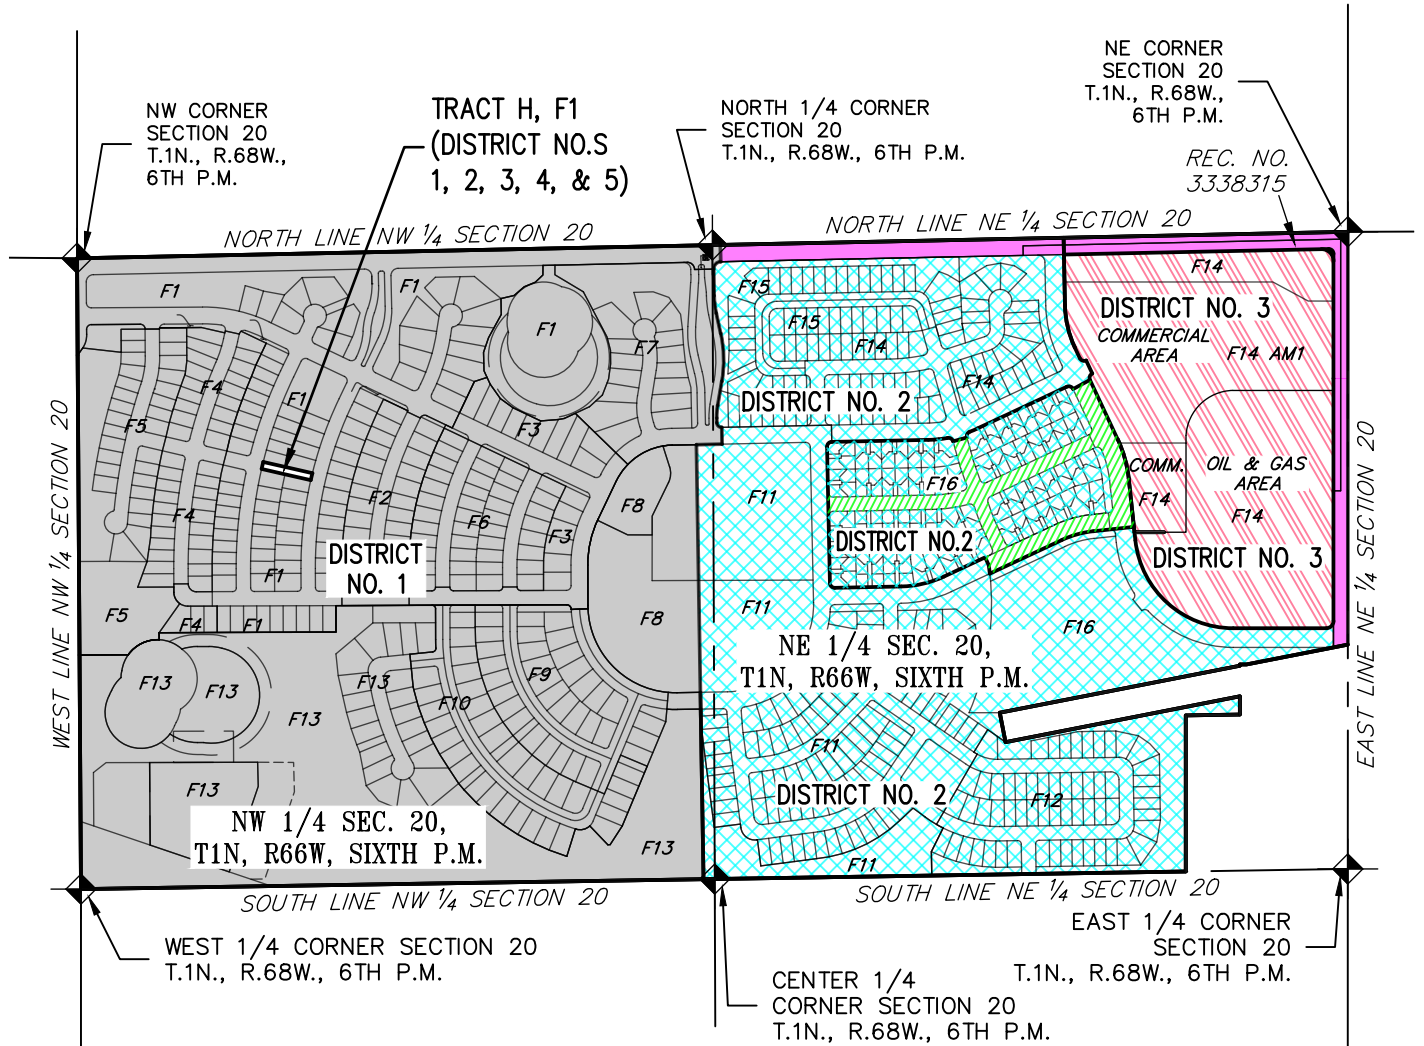 NE CORNER
SECTION 20
T.1N., R.68W.,
6TH P.M.
NW CORNER
SECTION 20
T.1N., R.68W.,
6TH P.M.
TRACT H, F1
(DISTRICT NO.S
1, 2, 3, 4, & 5)
NORTH 1/4 CORNER
SECTION 20
T.1N., R.68W., 6TH P.M.
REC. NO.
3338315
NORTH LINE NW 1/4 SECTION 20
NORTH LINE NE 1/4 SECTION 20
F1
F1
F15
F14
F1
F15
F7
F14
DISTRICT NO. 3
COMMERCIAL
AREA
F14 AM1
F4
F1
F14
DISTRICT NO. 2
F5
F3
WEST LINE NW 1/4 SECTION 20
EAST LINE NE 1/4 SECTION 20
F2
F8
F11
F16
COMM.
F14
OIL & GAS
AREA
F14
F4
F6
F3
DISTRICT
NO. 1
DISTRICT NO.2
DISTRICT NO. 3
F1
F5
F4
F1
F8
F11
F16
NE 1/4 SEC. 20,
T1N, R66W, SIXTH P.M.
F13
F13
F13
F9
F10
F13
F11
F13
DISTRICT NO. 2
F12
NW 1/4 SEC. 20,
T1N, R66W, SIXTH P.M.
F13
F11
SOUTH LINE NW 1/4 SECTION 20
SOUTH LINE NE 1/4 SECTION 20
WEST 1/4 CORNER SECTION 20
T.1N., R.68W., 6TH P.M.
EAST 1/4 CORNER
SECTION 20
T.1N., R.68W., 6TH P.M.
CENTER 1/4
CORNER SECTION 20
T.1N., R.68W., 6TH P.M.